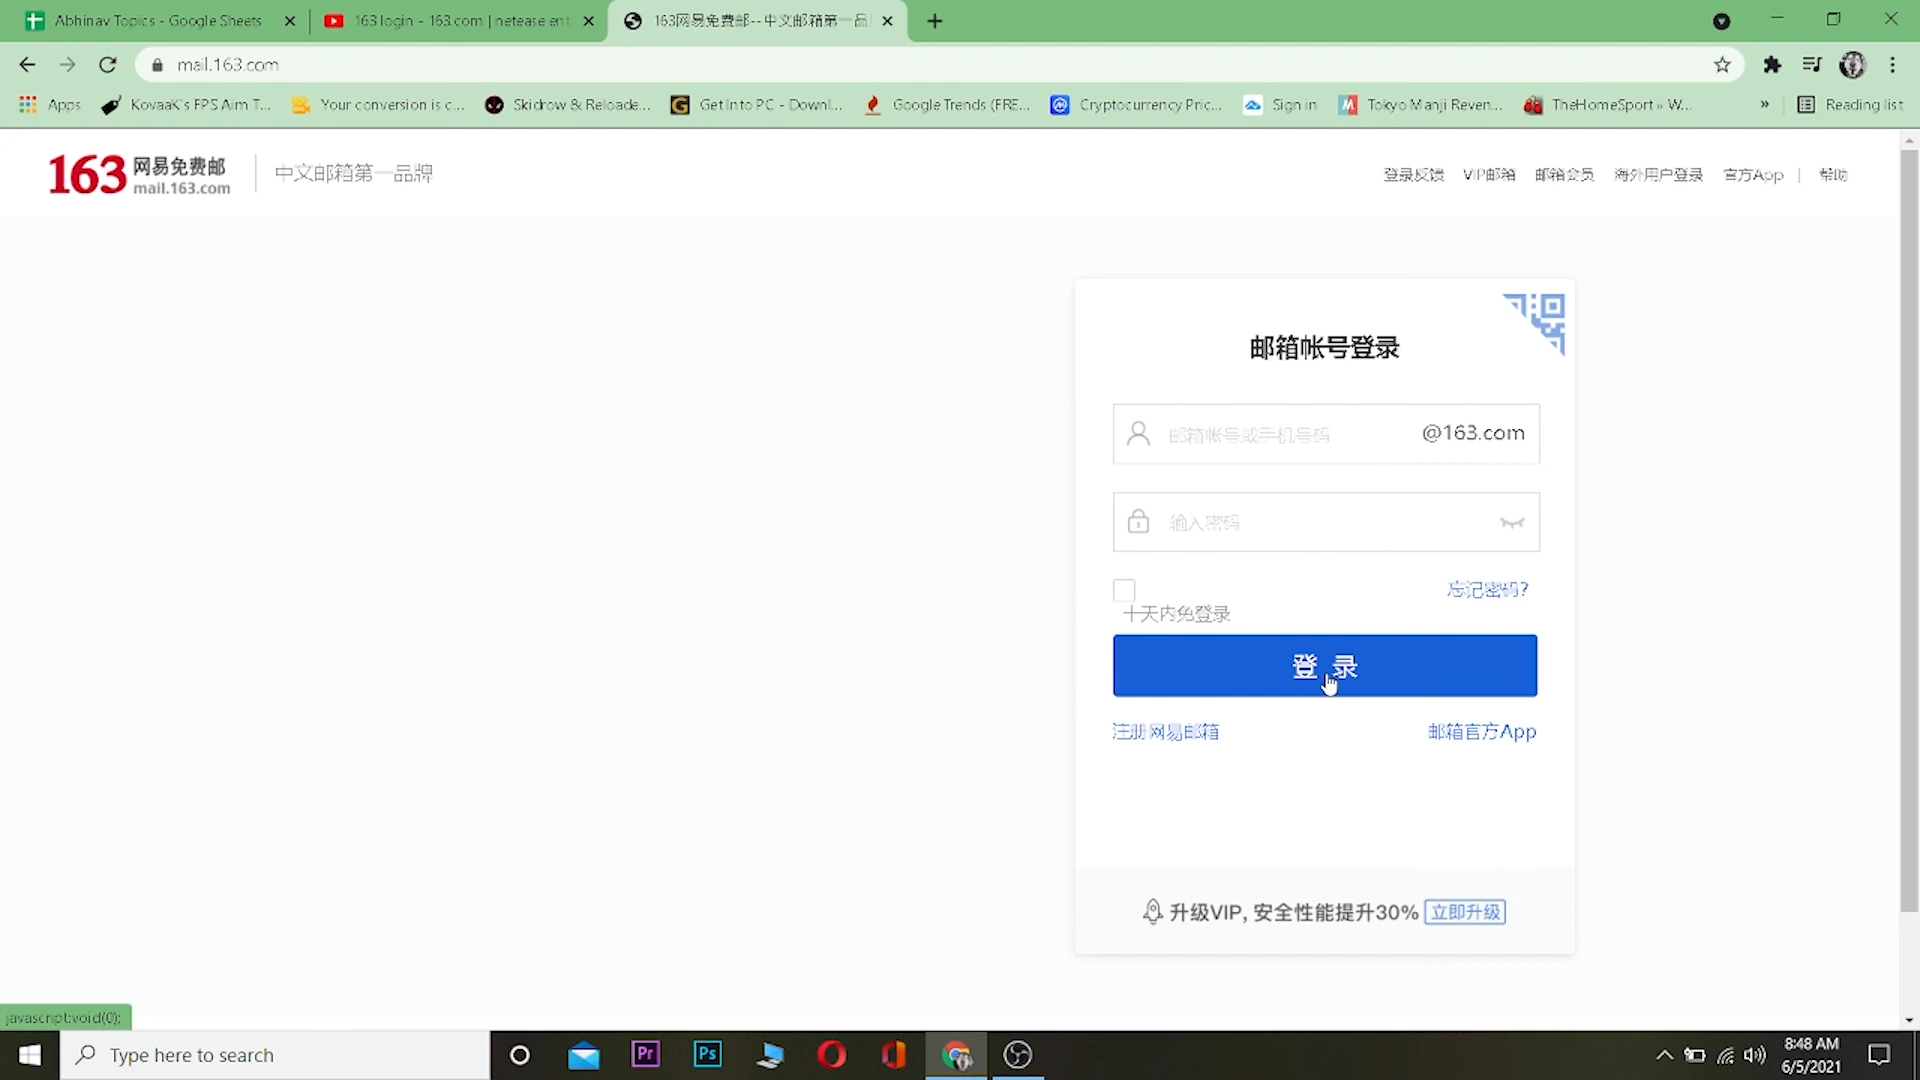 Abhinav Topics - Google Sheets
163 login - 163.com | netease ent
163网易免费邮--中文邮箱第一品
mail.163.com
Apps
KovaaK's FPS Aim T...
Your conversion is c...
Skidrow & Reloade...
Get Into PC - Downl...
Google Trends (FRE...
Cryptocurrency Pric...
Sign in
Tokyo Manji Reven...
TheHomeSport » W...
»
Reading list
163 网易免费邮
mail.163.com
中文邮箱第一品牌
登录反馈 VIP邮箱 邮箱会员 海外用户登录 官方App | 帮助
邮箱帐号登录
邮箱帐号或手机号码 @163.com
输入密码
忘记密码?
十天内免登录
登 录
注册网易邮箱 邮箱官方App
升级VIP, 安全性能提升30% 立即升级
javascript:void(0);
Type here to search
Pr
Ps
8:48 AM
6/5/2021